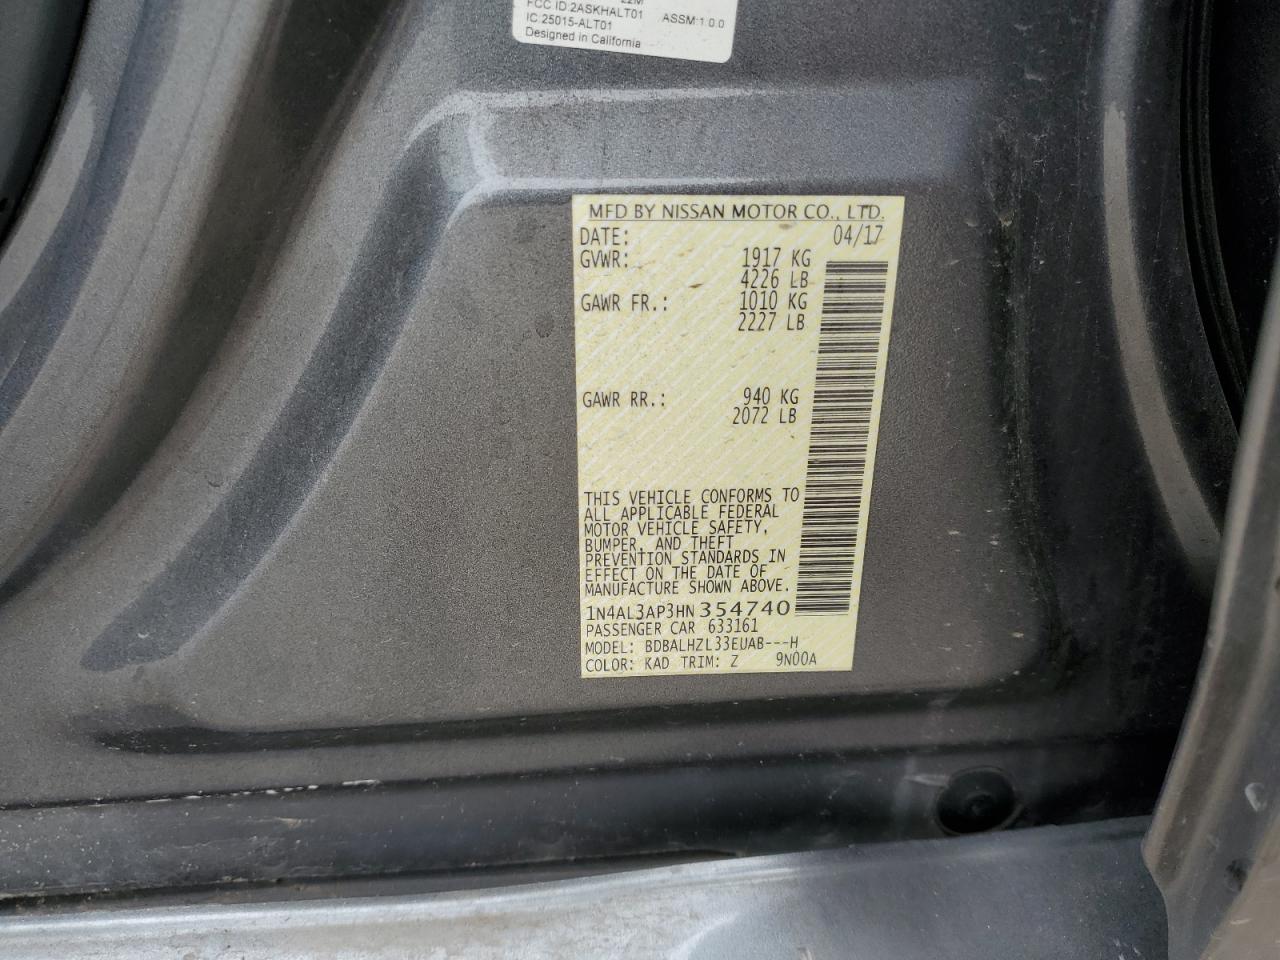 22M
FCC ID:2ASKHALT01
ASSM:1.0.0
IC:25015-ALT01
Designed in California
MFD BY NISSAN MOTOR CO., LTD.
DATE: 04/17
GVWR: 1917 KG
4226 LB
GAWR FR.: 1010 KG
2227 LB
GAWR RR.: 940 KG
2072 LB
THIS VEHICLE CONFORMS TO
ALL APPLICABLE FEDERAL
MOTOR VEHICLE SAFETY,
BUMPER, AND THEFT
PREVENTION STANDARDS IN
EFFECT ON THE DATE OF
MANUFACTURE SHOWN ABOVE.
1N4AL3AP3HN354740
PASSENGER CAR 633161
MODEL: BDBALHZL33EUAB---H
COLOR: KAD TRIM: Z 9N00A